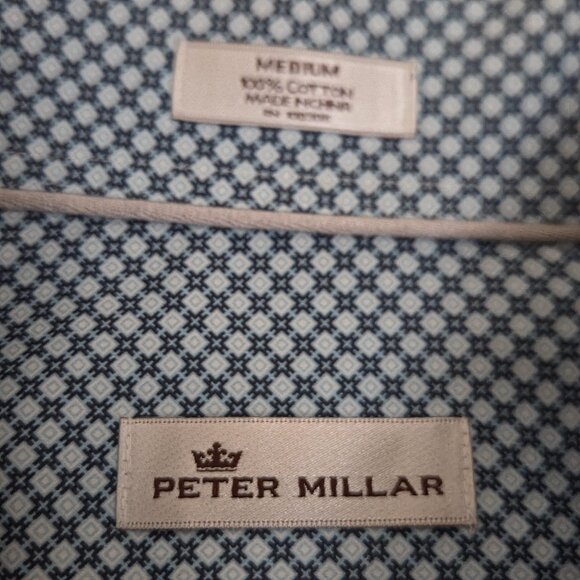 MEDIUM
100% COTTON
MADE IN CHINA
PETER MILLAR